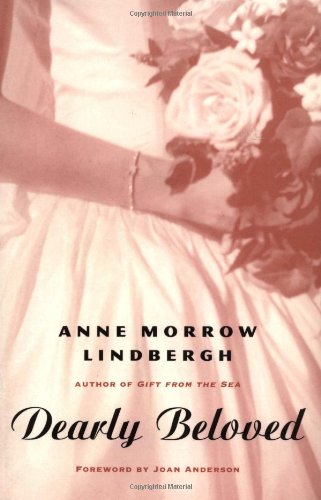 ANNE MORROW
LINDBERGH
AUTHOR OF GIFT FROM THE SEA
Dearly Beloved
FOREWORD BY JOAN ANDERSON